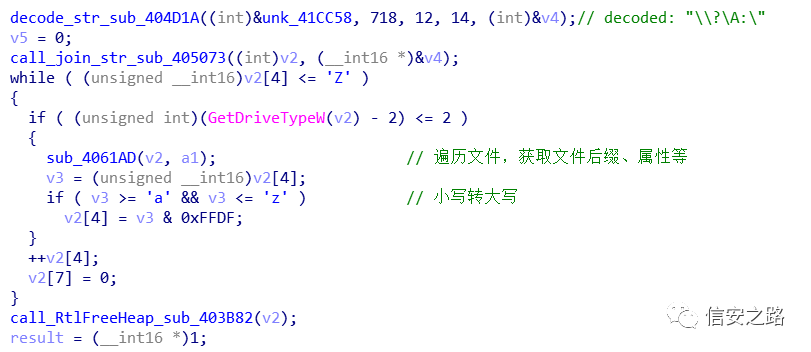 decode_str_sub_404D1A((int)&unk_41CC58, 718, 12, 14, (int)&v4);// decoded: "\\?\A:\"
v5 = 0;
call_join_str_sub_405073((int)v2, (__int16 *)&v4);
while ( (unsigned __int16)v2[4] <= 'Z' )
{
  if ( (unsigned int)(GetDriveTypeW(v2) - 2) <= 2 )
  {
    sub_4061AD(v2, a1);                         // 遍历文件，获取文件后缀、属性等
    v3 = (unsigned __int16)v2[4];
    if ( v3 >= 'a' && v3 <= 'z' )               // 小写转大写
      v2[4] = v3 & 0xFFDF;
  }
  ++v2[4];
  v2[7] = 0;
}
call_RtlFreeHeap_sub_403B82(v2);
result = (__int16 *)1;
信安之路